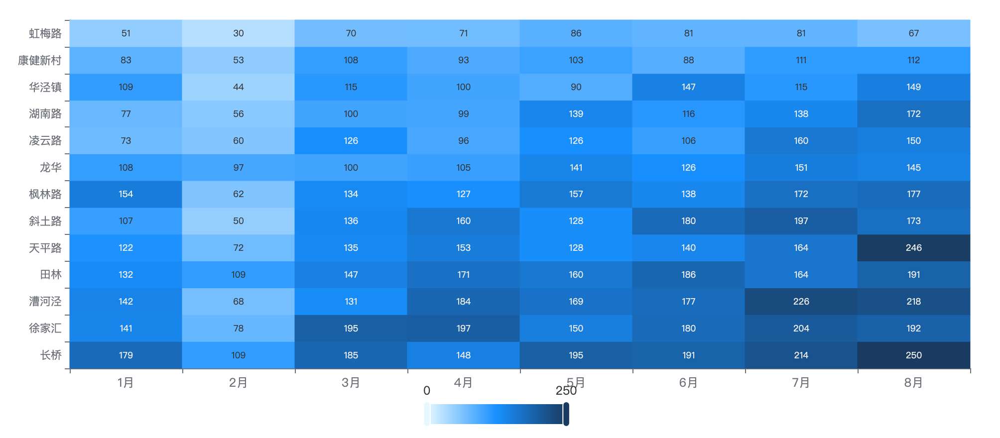 虹梅路 51 30 70 71 86 81 81 67
康健新村 83 53 108 93 103 88 111 112
华泾镇 109 44 115 100 90 147 115 149
湖南路 77 56 100 99 139 116 138 172
凌云路 73 60 126 96 126 106 160 150
龙华 108 97 100 105 141 126 151 145
枫林路 154 62 134 127 157 138 172 177
斜土路 107 50 136 160 128 180 197 173
天平路 122 72 135 153 128 140 164 246
田林 132 109 147 171 160 186 164 191
漕河泾 142 68 131 184 169 177 226 218
徐家汇 141 78 195 197 150 180 204 192
长桥 179 109 185 148 195 191 214 250
1月 2月 3月 4月 5月 6月 7月 8月
0 250